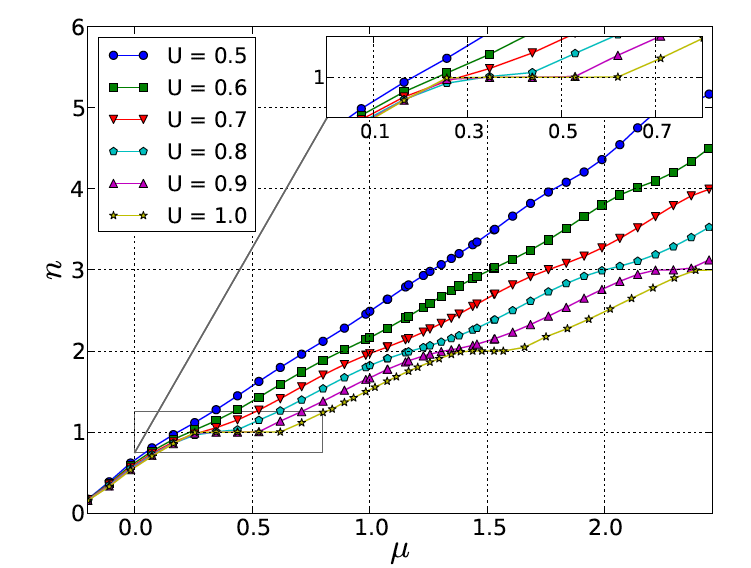 6
5
4
3
2
1
0
n
U = 0.5
U = 0.6
U = 0.7
U = 0.8
U = 0.9
U = 1.0
1
0.1 0.3 0.5 0.7
0.0 0.5 1.0 1.5 2.0
μ